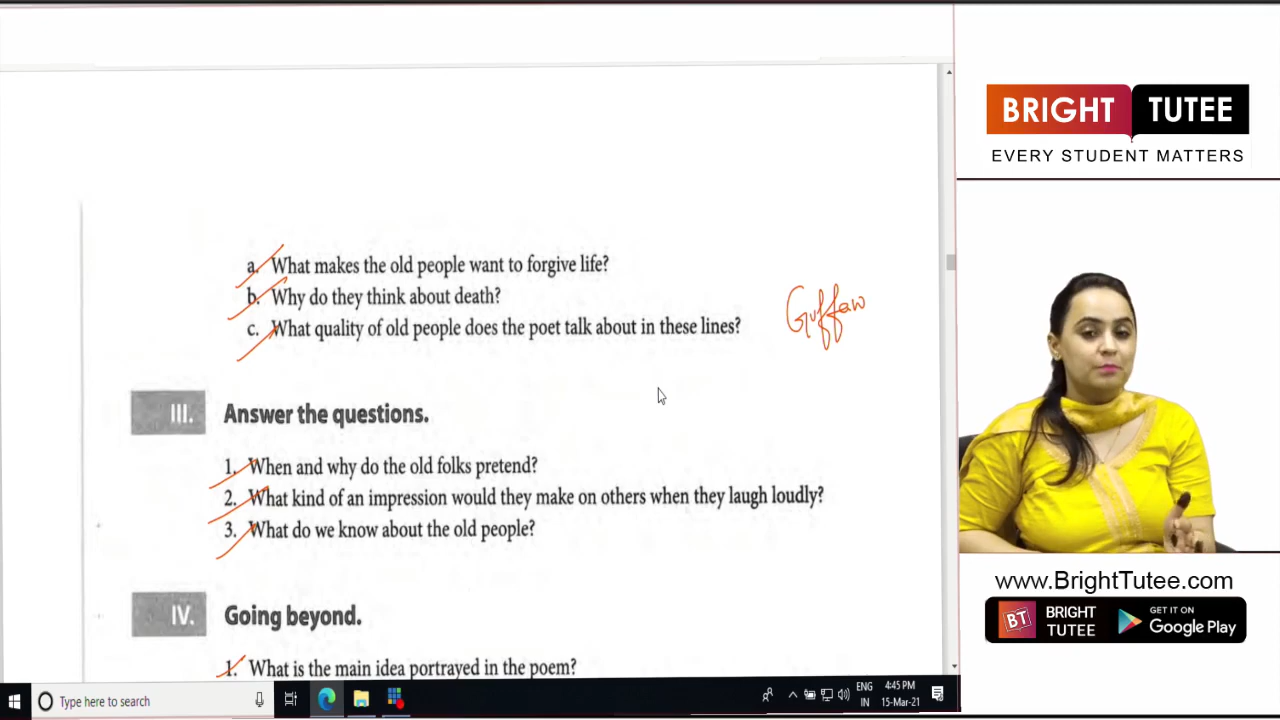 a. What makes the old people want to forgive life?
b. Why do they think about death?
c. What quality of old people does the poet talk about in these lines?
Guffaw
III. Answer the questions.
1. When and why do the old folks pretend?
2. What kind of an impression would they make on others when they laugh loudly?
3. What do we know about the old people?
IV. Going beyond.
1. What is the main idea portrayed in the poem?
BRIGHT TUTEE
EVERY STUDENT MATTERS
www.BrightTutee.com
BT BRIGHT TUTEE
GET IT ON
Google Play
Type here to search
ENG
IN
4:45 PM
15-Mar-21